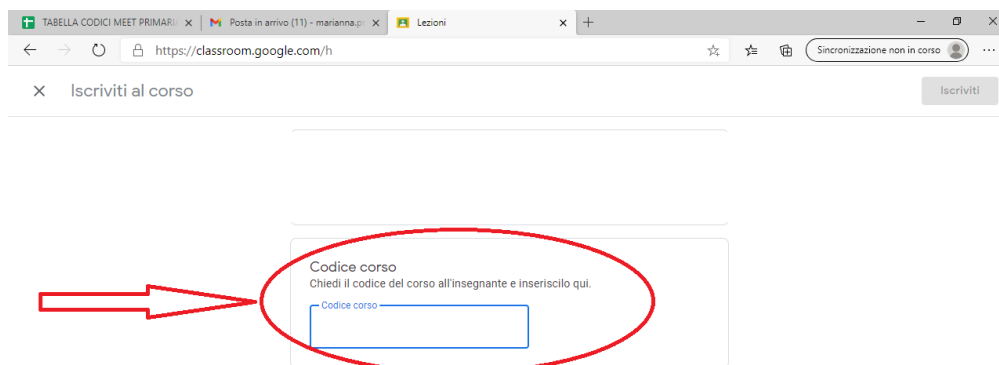 TABELLA CODICI MEET PRIMARI
Posta in arrivo (11) - marianna.pr
Lezioni
https://classroom.google.com/h
Sincronizzazione non in corso
Iscriviti al corso
Iscriviti
Codice corso
Chiedi il codice del corso all'insegnante e inseriscilo qui.
Codice corso